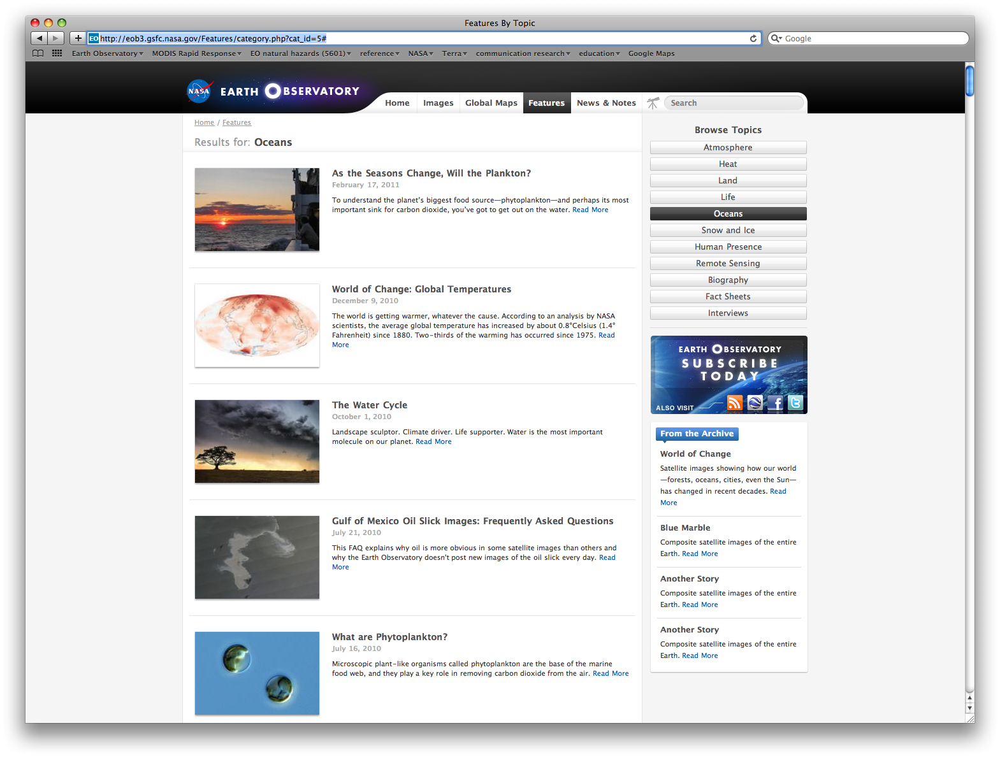 Features By Topic
+ EO http://eob3.gsfc.nasa.gov/Features/category.php?cat_id=5#
Google
Earth Observatory MODIS Rapid Response EO natural hazards (5601) reference NASA Terra communication research education Google Maps
NASA EARTH OBSERVATORY
Home Images Global Maps Features News & Notes Search
Home / Features
Results for: Oceans
As the Seasons Change, Will the Plankton?
February 17, 2011
To understand the planet's biggest food source—phytoplankton—and perhaps its most
important sink for carbon dioxide, you've got to get out on the water. Read More
World of Change: Global Temperatures
December 9, 2010
The world is getting warmer, whatever the cause. According to an analysis by NASA
scientists, the average global temperature has increased by about 0.8°Celsius (1.4°
Fahrenheit) since 1880. Two-thirds of the warming has occurred since 1975. Read
More
The Water Cycle
October 1, 2010
Landscape sculptor. Climate driver. Life supporter. Water is the most important
molecule on our planet. Read More
Gulf of Mexico Oil Slick Images: Frequently Asked Questions
July 21, 2010
This FAQ explains why oil is more obvious in some satellite images than others and
why the Earth Observatory doesn't post new images of the oil slick every day. Read
More
What are Phytoplankton?
July 16, 2010
Microscopic plant-like organisms called phytoplankton are the base of the marine
food web, and they play a key role in removing carbon dioxide from the air. Read More
Browse Topics
Atmosphere
Heat
Land
Life
Oceans
Snow and Ice
Human Presence
Remote Sensing
Biography
Fact Sheets
Interviews
EARTH OBSERVATORY
SUBSCRIBE
TODAY
ALSO VISIT
From the Archive
World of Change
Satellite images showing how our world
—forests, oceans, cities, even the Sun—
has changed in recent decades. Read
More
Blue Marble
Composite satellite images of the entire
Earth. Read More
Another Story
Composite satellite images of the entire
Earth. Read More
Another Story
Composite satellite images of the entire
Earth. Read More